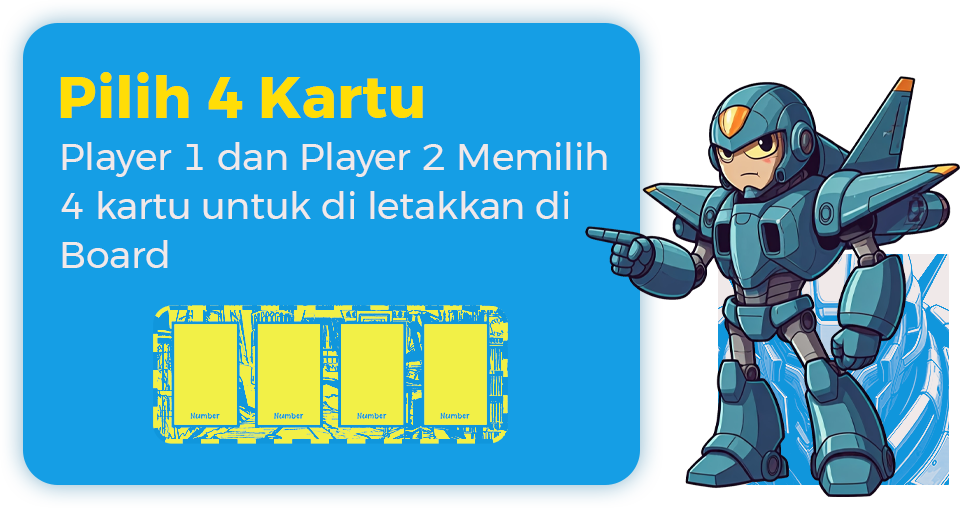 Pilih 4 Kartu
Player 1 dan Player 2 Memilih
4 kartu untuk di letakkan di
Board
Number Number Number Number